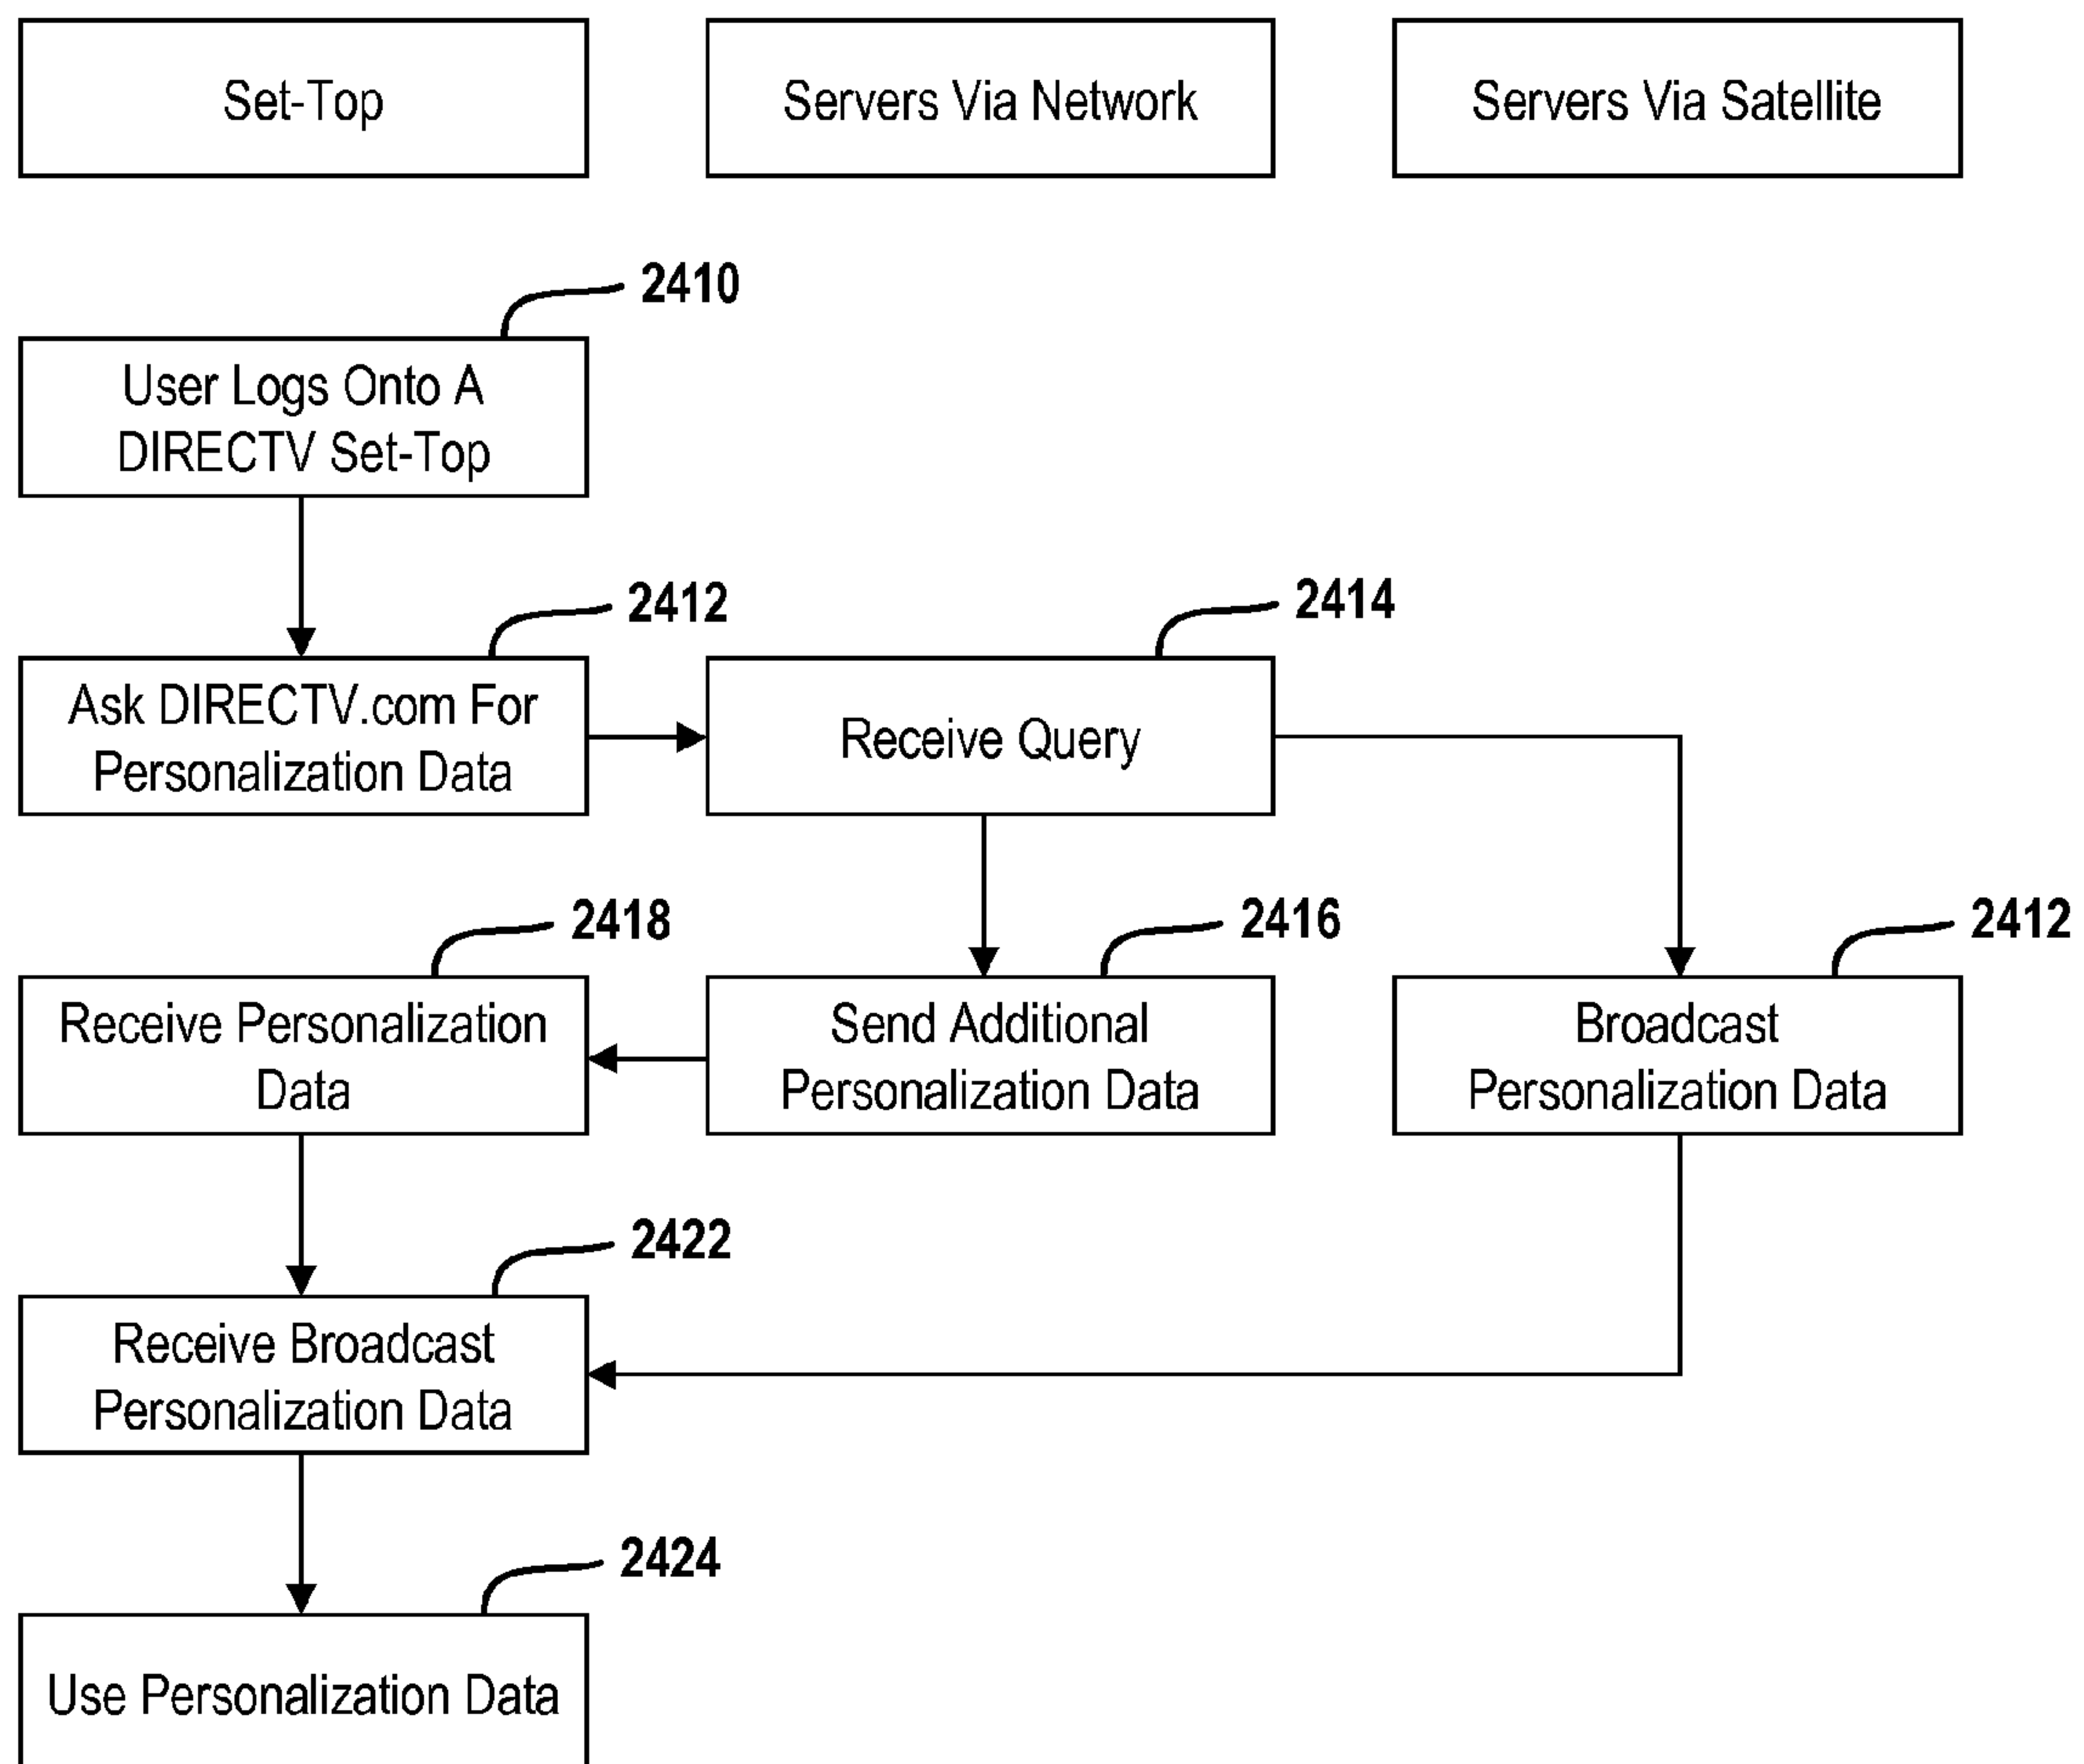 Set-Top
Servers Via Network
Servers Via Satellite
2410
User Logs Onto A
DIRECTV Set-Top
2412
2414
Ask DIRECTV.com For
Personalization Data
Receive Query
2418
2416
2412
Receive Personalization
Data
Send Additional
Personalization Data
Broadcast
Personalization Data
2422
Receive Broadcast
Personalization Data
2424
Use Personalization Data